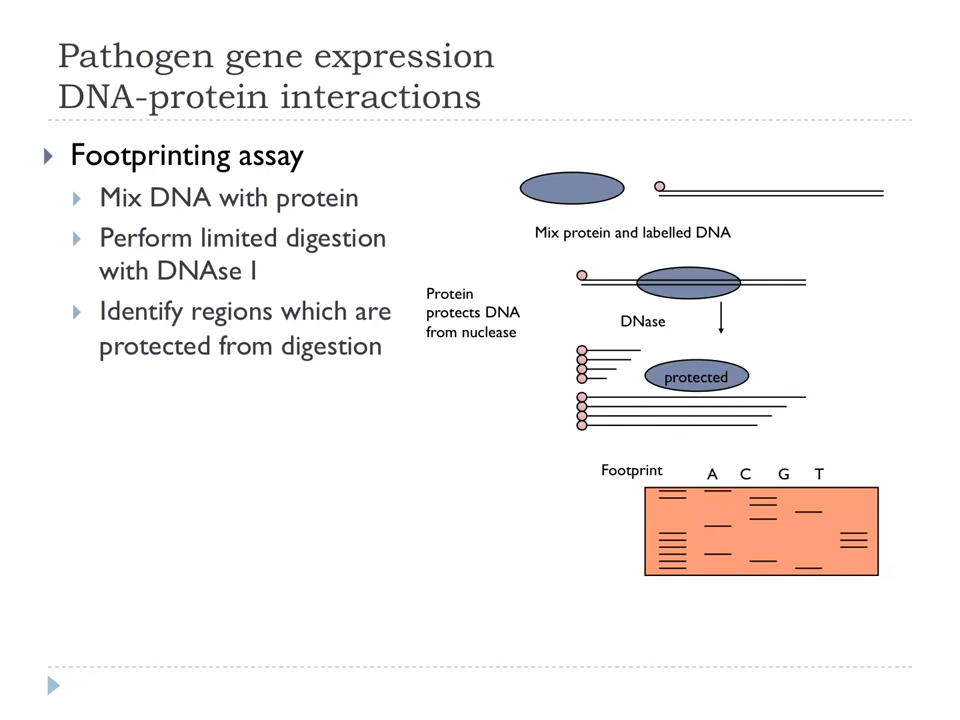 Pathogen gene expression
DNA-protein interactions
Footprinting assay
Mix DNA with protein
Perform limited digestion
with DNAse I
Identify regions which are
protected from digestion
Mix protein and labelled DNA
Protein
protects DNA
from nuclease
DNase
protected
Footprint A C G T